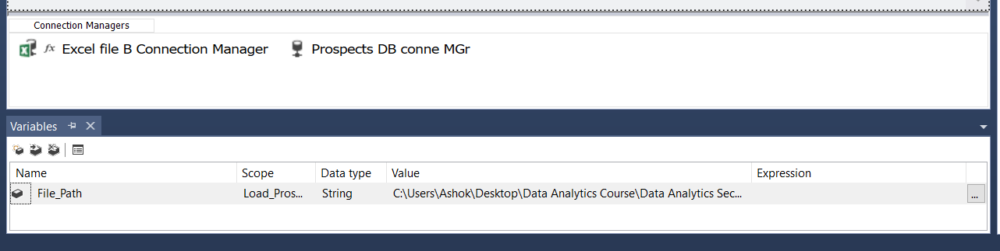 Connection Managers
fx Excel file B Connection Manager Prospects DB conne MGr
Variables
Name Scope Data type Value Expression
File_Path Load_Pros... String C:\Users\Ashok\Desktop\Data Analytics Course\Data Analytics Sec... ...